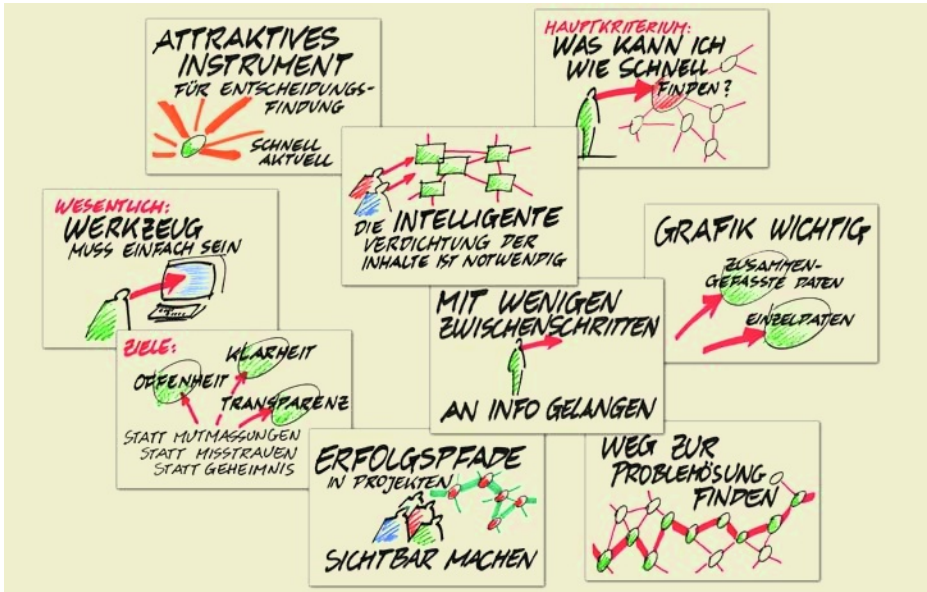 ATTRAKTIVES
INSTRUMENT
FÜR ENTSCHEIDUNGS-
FINDUNG
SCHNELL
AKTUELL
HAUPTKRITERIUM:
WAS KANN ICH
WIE SCHNELL
FINDEN?
DIE INTELLIGENTE
VERDICHTUNG DER
INHALTE IST NOTWENDIG
WESENTLICH:
WERKZEUG
MUSS EINFACH SEIN
GRAFIK WICHTIG
ZUSAMMEN-
GEFASSTE DATEN
EINZELDATEN
MIT WENIGEN
ZWISCHENSCHRITTEN
AN INFO GELANGEN
ZIELE:
KLARHEIT
OFFENHEIT
TRANSPARENZ
STATT MUTMASSUNGEN
STATT MISSTRAUEN
STATT GEHEIMNIS
ERFOLGSPFADE
IN PROJEKTEN
SICHTBAR MACHEN
WEG ZUR
PROBLEMÖSUNG
FINDEN